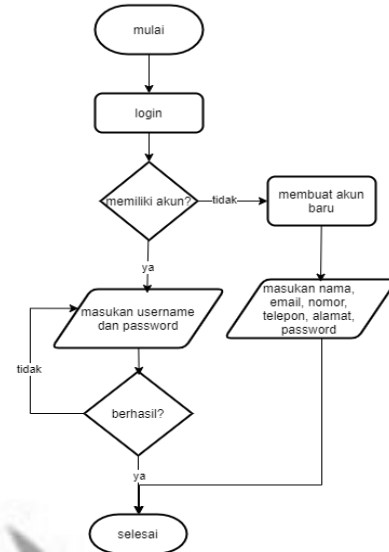 mulai
login
memiliki akun?
tidak
membuat akun
baru
ya
masukan username
dan password
masukan nama,
email, nomor,
telepon, alamat,
password
tidak
berhasil?
ya
selesai